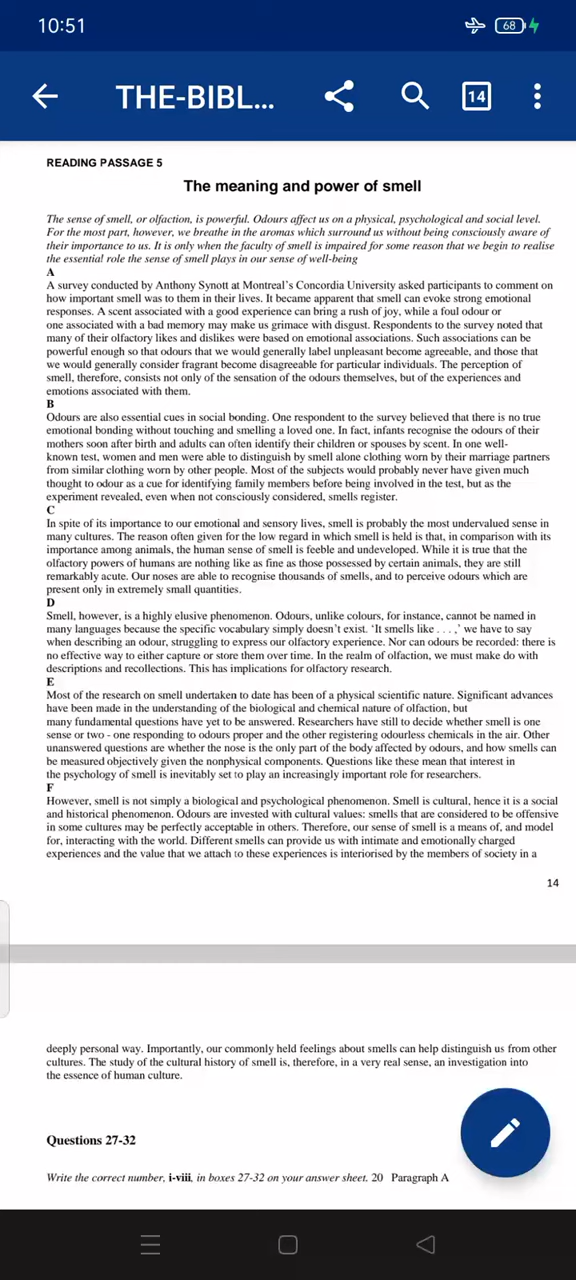 10:51
68
THE-BIBL...
14
READING PASSAGE 5
The meaning and power of smell
The sense of smell, or olfaction, is powerful. Odours affect us on a physical, psychological and social level.
For the most part, however, we breathe in the aromas which surround us without being consciously aware of
their importance to us. It is only when the faculty of smell is impaired for some reason that we begin to realise
the essential role the sense of smell plays in our sense of well-being
A
A survey conducted by Anthony Synott at Montreal's Concordia University asked participants to comment on
how important smell was to them in their lives. It became apparent that smell can evoke strong emotional
responses. A scent associated with a good experience can bring a rush of joy, while a foul odour or
one associated with a bad memory may make us grimace with disgust. Respondents to the survey noted that
many of their olfactory likes and dislikes were based on emotional associations. Such associations can be
powerful enough so that odours that we would generally label unpleasant become agreeable, and those that
we would generally consider fragrant become disagreeable for particular individuals. The perception of
smell, therefore, consists not only of the sensation of the odours themselves, but of the experiences and
emotions associated with them.
B
Odours are also essential cues in social bonding. One respondent to the survey believed that there is no true
emotional bonding without touching and smelling a loved one. In fact, infants recognise the odours of their
mothers soon after birth and adults can often identify their children or spouses by scent. In one well-
known test, women and men were able to distinguish by smell alone clothing worn by their marriage partners
from similar clothing worn by other people. Most of the subjects would probably never have given much
thought to odour as a cue for identifying family members before being involved in the test, but as the
experiment revealed, even when not consciously considered, smells register.
C
In spite of its importance to our emotional and sensory lives, smell is probably the most undervalued sense in
many cultures. The reason often given for the low regard in which smell is held is that, in comparison with its
importance among animals, the human sense of smell is feeble and undeveloped. While it is true that the
olfactory powers of humans are nothing like as fine as those possessed by certain animals, they are still
remarkably acute. Our noses are able to recognise thousands of smells, and to perceive odours which are
present only in extremely small quantities.
D
Smell, however, is a highly elusive phenomenon. Odours, unlike colours, for instance, cannot be named in
many languages because the specific vocabulary simply doesn't exist. 'It smells like . . . ,' we have to say
when describing an odour, struggling to express our olfactory experience. Nor can odours be recorded: there is
no effective way to either capture or store them over time. In the realm of olfaction, we must make do with
descriptions and recollections. This has implications for olfactory research.
E
Most of the research on smell undertaken to date has been of a physical scientific nature. Significant advances
have been made in the understanding of the biological and chemical nature of olfaction, but
many fundamental questions have yet to be answered. Researchers have still to decide whether smell is one
sense or two - one responding to odours proper and the other registering odourless chemicals in the air. Other
unanswered questions are whether the nose is the only part of the body affected by odours, and how smells can
be measured objectively given the nonphysical components. Questions like these mean that interest in
the psychology of smell is inevitably set to play an increasingly important role for researchers.
F
However, smell is not simply a biological and psychological phenomenon. Smell is cultural, hence it is a social
and historical phenomenon. Odours are invested with cultural values: smells that are considered to be offensive
in some cultures may be perfectly acceptable in others. Therefore, our sense of smell is a means of, and model
for, interacting with the world. Different smells can provide us with intimate and emotionally charged
experiences and the value that we attach to these experiences is interiorised by the members of society in a
14
deeply personal way. Importantly, our commonly held feelings about smells can help distinguish us from other
cultures. The study of the cultural history of smell is, therefore, in a very real sense, an investigation into
the essence of human culture.
Questions 27-32
Write the correct number, i-viii, in boxes 27-32 on your answer sheet. 20 Paragraph A